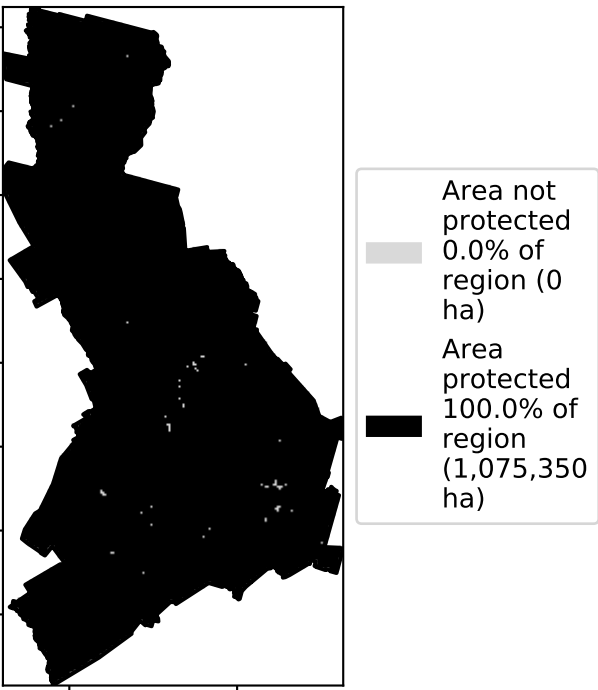 Area not
protected
0.0% of
region (0
ha)
Area
protected
100.0% of
region
(1,075,350
ha)